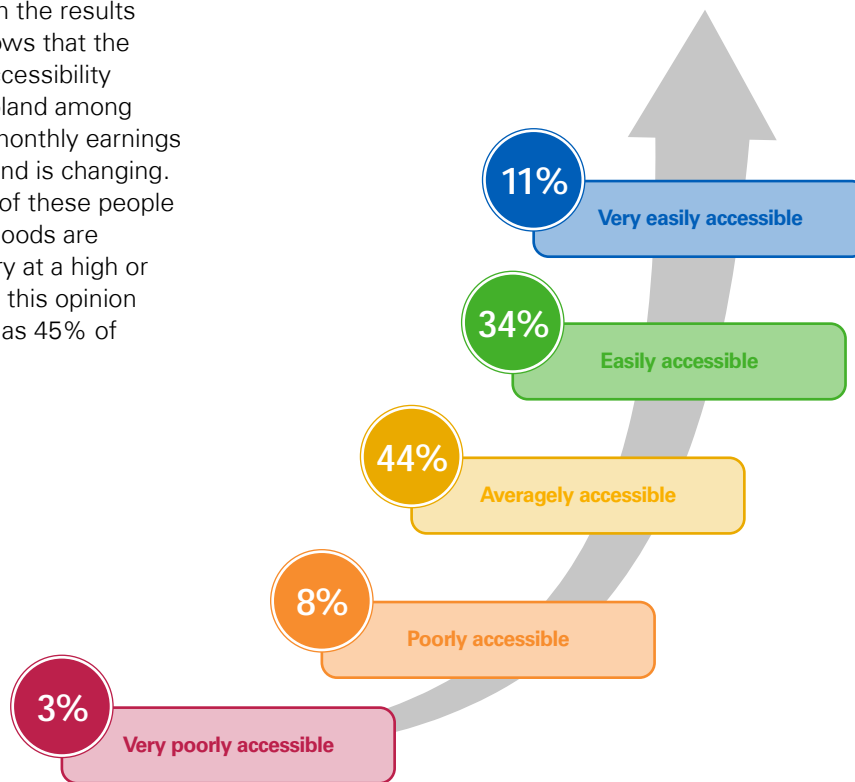 n the results
ows that the
ccessibility
land among
monthly earnings
nd is changing.
of these people
oods are
ry at a high or
this opinion
as 45% of
11%
Very easily accessible
34%
Easily accessible
44%
Averagely accessible
8%
Poorly accessible
3%
Very poorly accessible